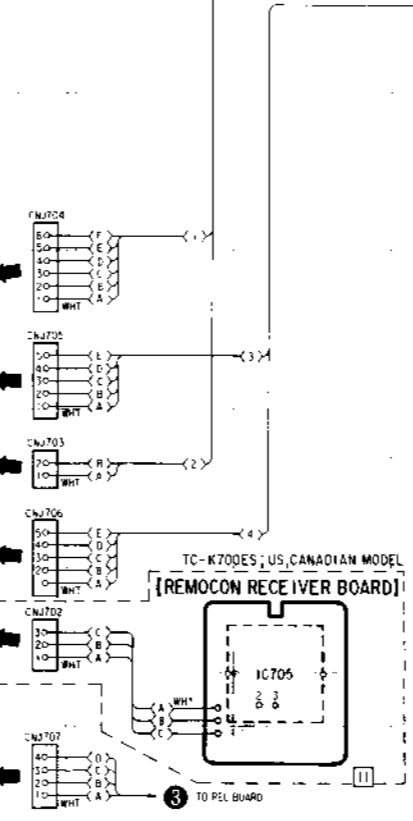 CNJ704
6 F
5 E
4 D
3 C
2 B
1 A
WHT
(1)
CNJ705
5 E
4 D
3 C
2 B
1 A
WHT
(3)
CNJ703
2 B
1 A
WHT
(2)
CNJ706
5 E
4 D
3 C
2 B
A
WHT
(4)
TC-K700ES;US,CANADIAN MODEL
[REMOCON RECEIVER BOARD]
CNJ702
3 C
2 B
1 A
WHT
IC705
2 3
A
B
C
11
CNJ707
4 D
3 C
2 B
1 A
WHT
3 TO REL BOARD